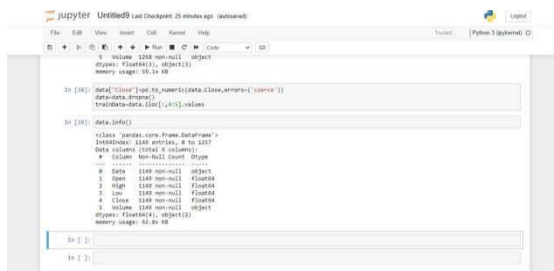 jupyter Untitled9 Last Checkpoint: 25 minutes ago (autosaved)
Logout
File Edit View Insert Cell Kernel Help
Trusted Python 3 (ipykernel)
Run Code
5 Volume 1258 non-null object
dtypes: float64(3), object(3)
memory usage: 59.1+ KB
In [38]: data["Close"]=pd.to_numeric(data.Close,errors=('coerce'))
data=data.dropna()
trainData=data.iloc[:,4:5].values
In [39]: data.info()
<class 'pandas.core.frame.DataFrame'>
Int64Index: 1149 entries, 0 to 1257
Data columns (total 6 columns):
# Column Non-Null Count Dtype
--- ------ -------------- -----
0 Date 1149 non-null object
1 Open 1149 non-null float64
2 High 1149 non-null float64
3 Low 1149 non-null float64
4 Close 1149 non-null float64
5 Volume 1149 non-null object
dtypes: float64(4), object(2)
memory usage: 62.8+ KB
In [ ]:
In [ ]: